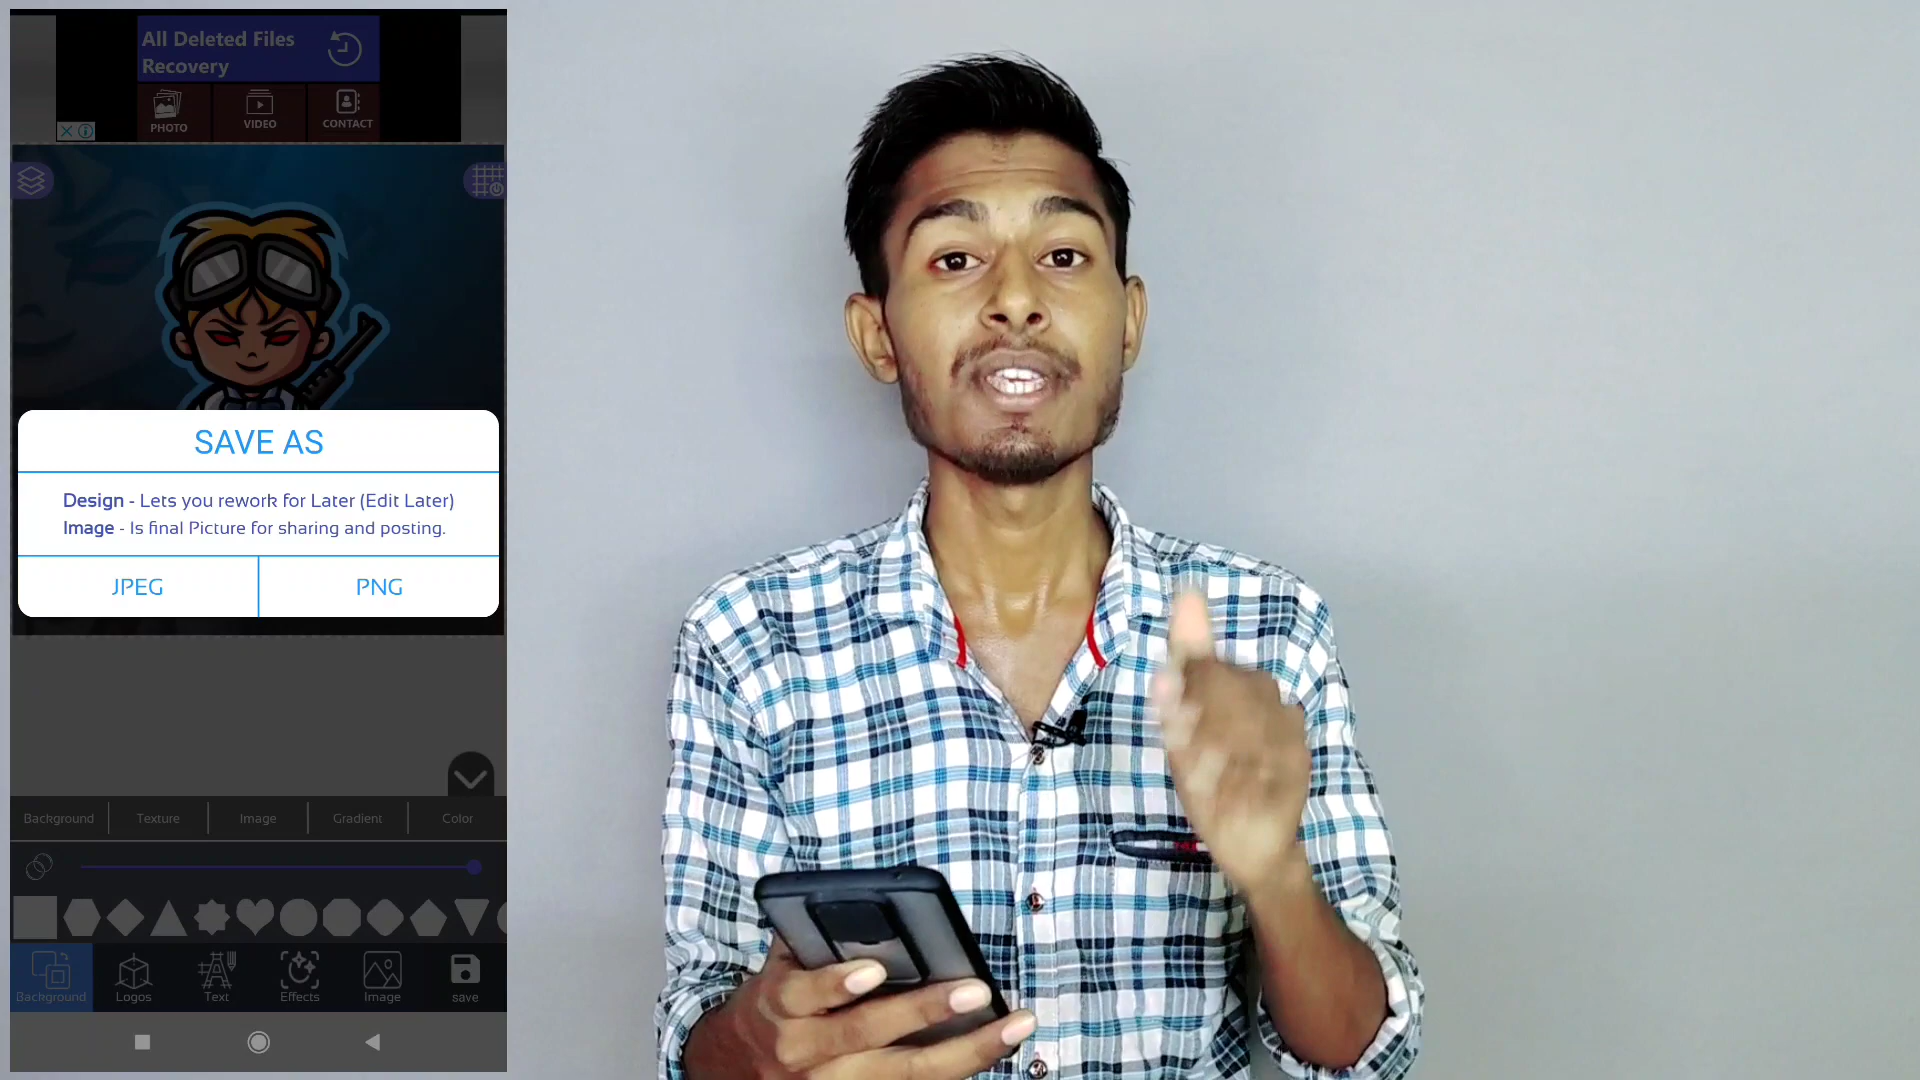 All Deleted Files
Recovery
PHOTO
VIDEO
CONTACT
SAVE AS
Design - Lets you rework for Later (Edit Later)
Image - Is final Picture for sharing and posting.
JPEG
PNG
Background
Texture
Image
Gradient
Color
Background
Logos
Text
Effects
Image
save